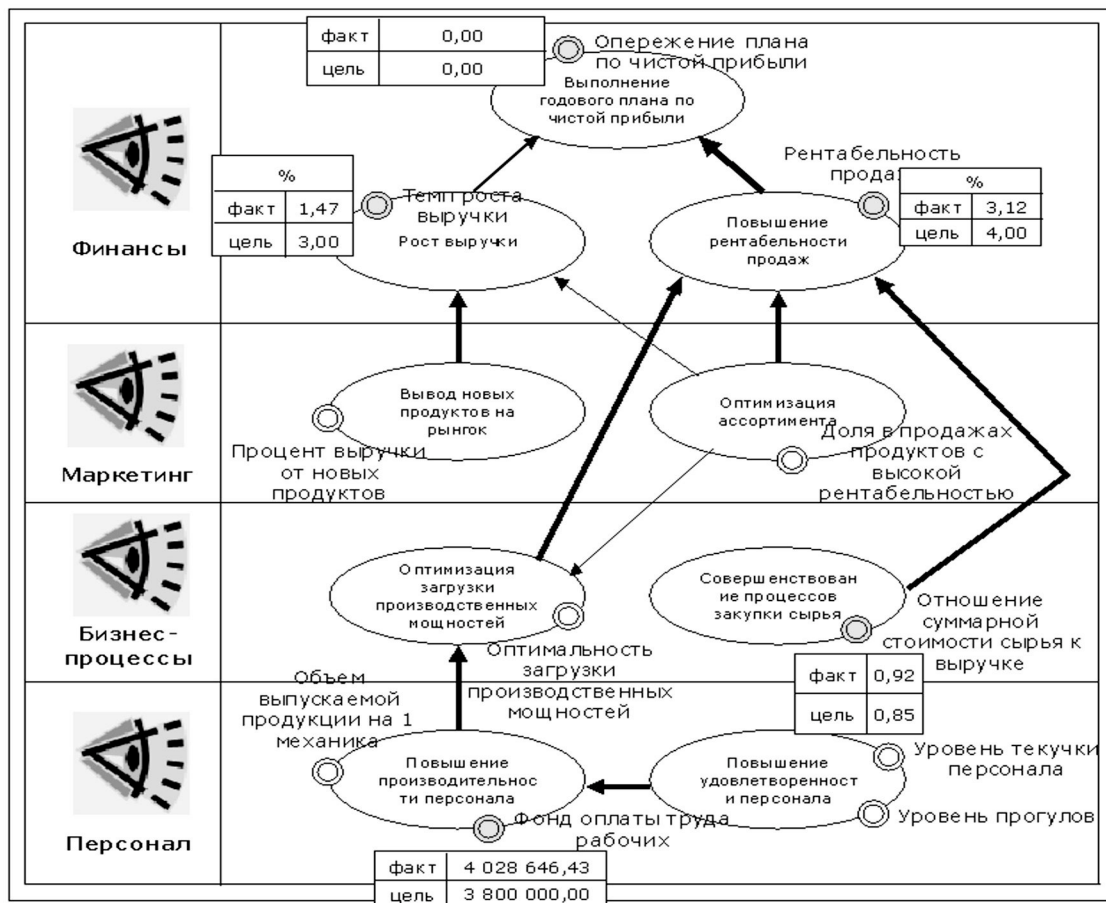 факт 0,00
цель 0,00
Опережение плана
по чистой прибыли
Выполнение
годового плана по
чистой прибыли
Финансы
%
факт 1,47
цель 3,00
Темп роста
выручки
Рост выручки
Рентабельность
%
факт 3,12
цель 4,00
Повышение
рентабельности
продаж
Маркетинг
Вывод новых
продуктов на
рынгок
Процент выручки
от новых
продуктов
Оптимизация
ассортимента
Доля в продажах
продуктов с
высокой
рентабельностью
Бизнес-
процессы
Оптимизация
загрузки
производственных
мощностей
Оптимальность
загрузки
производственных
мощностей
Совершенствован
ие процессов
закупки сырья
Отношение
суммарной
стоимости сырья к
выручке
факт 0,92
цель 0,85
Персонал
Объем
выпускаемой
продукции на 1
механика
Повышение
производительнос
ти персонала
Фонд оплаты труда
рабочих
факт 4 028 646,43
цель 3 800 000,00
Повышение
удовлетворенност
и персонала
Уровень текучки
персонала
Уровень прогулов